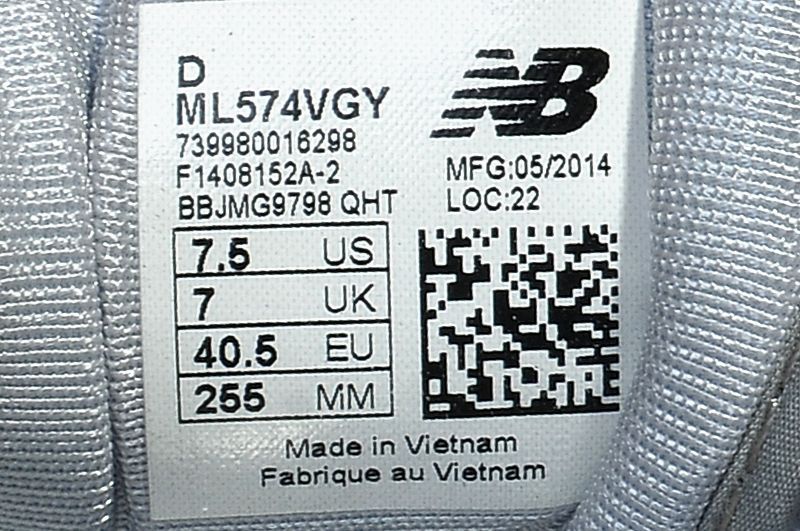 D
ML574VGY
739980016298
F1408152A-2
BBJMG9798 QHT
NB
MFG:05/2014
LOC:22
7.5 US
7 UK
40.5 EU
255 MM
Made in Vietnam
Fabrique au Vietnam